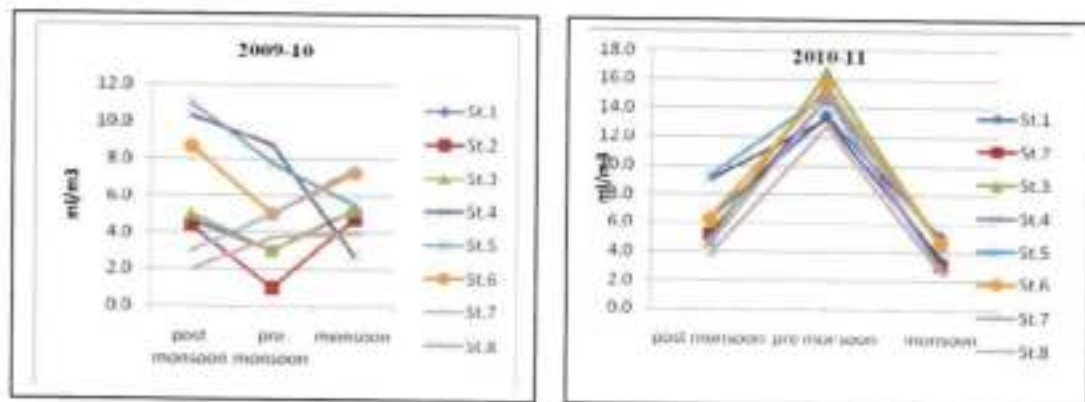 2009-10
12.0
10.0
8.0
6.0
4.0
2.0
0.0
ml/m3
post monsoon
pre monsoon
monsoon
St.1
St.2
St.3
St.4
St.5
St.6
St.7
St.8
2010-11
18.0
16.0
14.0
12.0
10.0
8.0
6.0
4.0
2.0
0.0
ml/m3
post monsoon
pre monsoon
monsoon
St.1
St.2
St.3
St.4
St.5
St.6
St.7
St.8